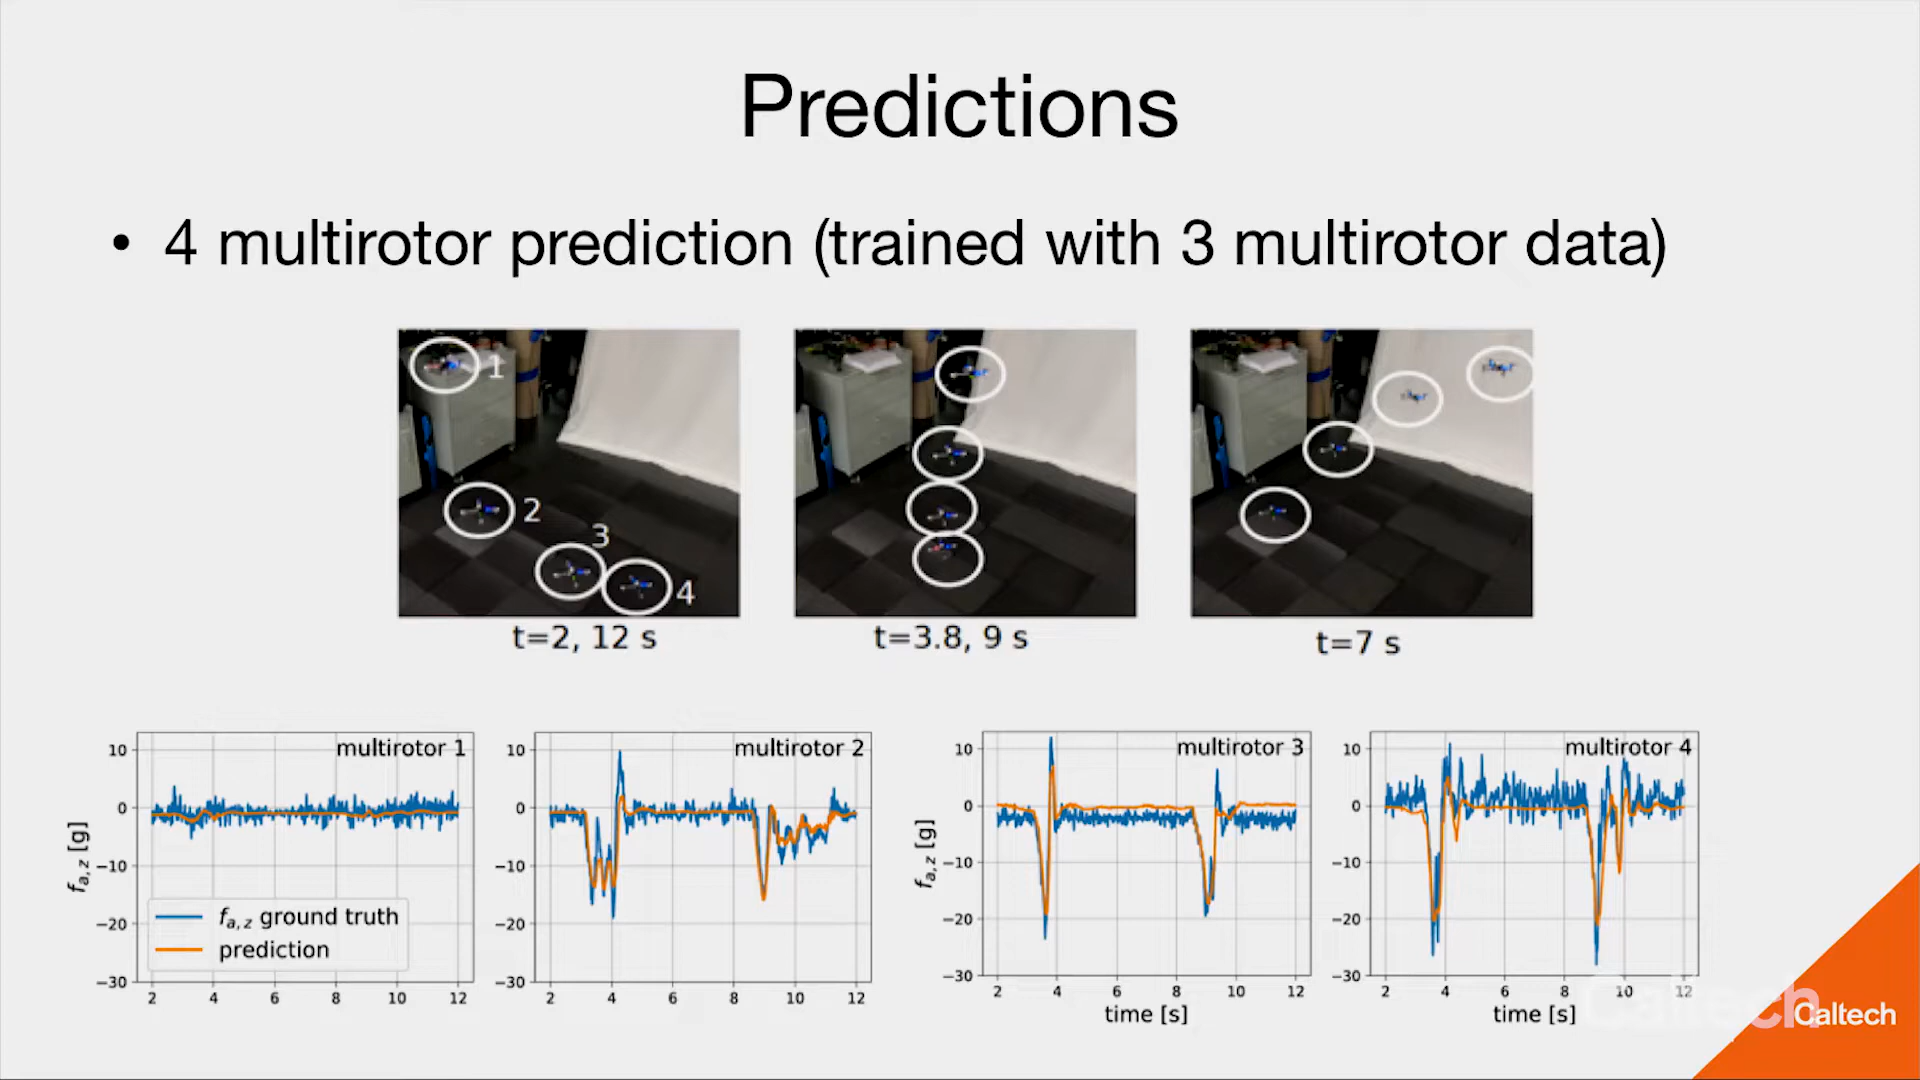 Predictions
• 4 multirotor prediction (trained with 3 multirotor data)
1
2
3
4
t=2, 12 s
t=3.8, 9 s
t=7 s
multirotor 1
10
0
−10
−20
−30
f_{a,z} [g]
f_{a,z} ground truth
prediction
2 4 6 8 10 12
multirotor 2
10
0
−10
−20
−30
2 4 6 8 10 12
multirotor 3
10
0
−10
−20
−30
f_{a,z} [g]
2 4 6 8 10 12
time [s]
multirotor 4
10
0
−10
−20
−30
2 4 6 8 10 12
time [s]
Caltech
Caltech